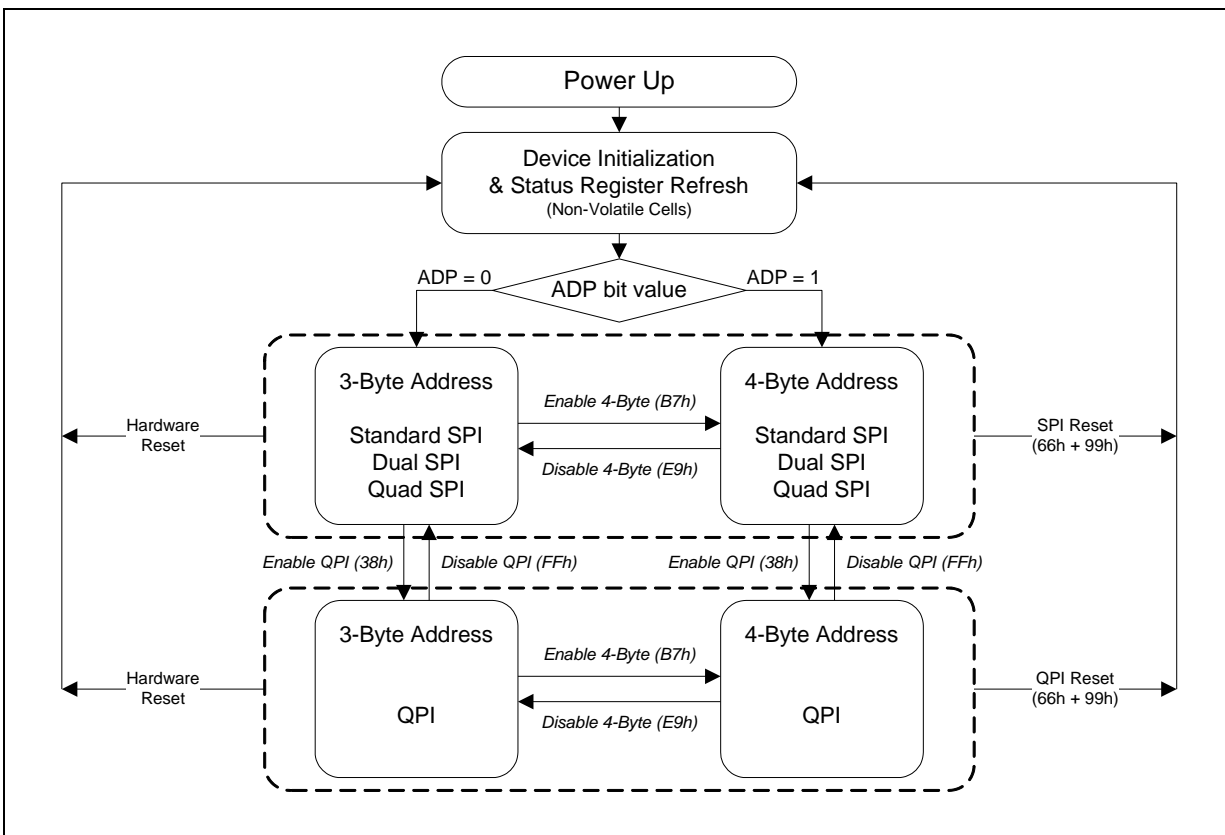 Power Up
Device Initialization
& Status Register Refresh
(Non-Volatile Cells)
ADP = 0
ADP bit value
ADP = 1
3-Byte Address
Standard SPI
Dual SPI
Quad SPI
Enable 4-Byte (B7h)
Disable 4-Byte (E9h)
4-Byte Address
Standard SPI
Dual SPI
Quad SPI
Hardware
Reset
SPI Reset
(66h + 99h)
Enable QPI (38h)
Disable QPI (FFh)
Enable QPI (38h)
Disable QPI (FFh)
3-Byte Address
QPI
Enable 4-Byte (B7h)
Disable 4-Byte (E9h)
4-Byte Address
QPI
Hardware
Reset
QPI Reset
(66h + 99h)